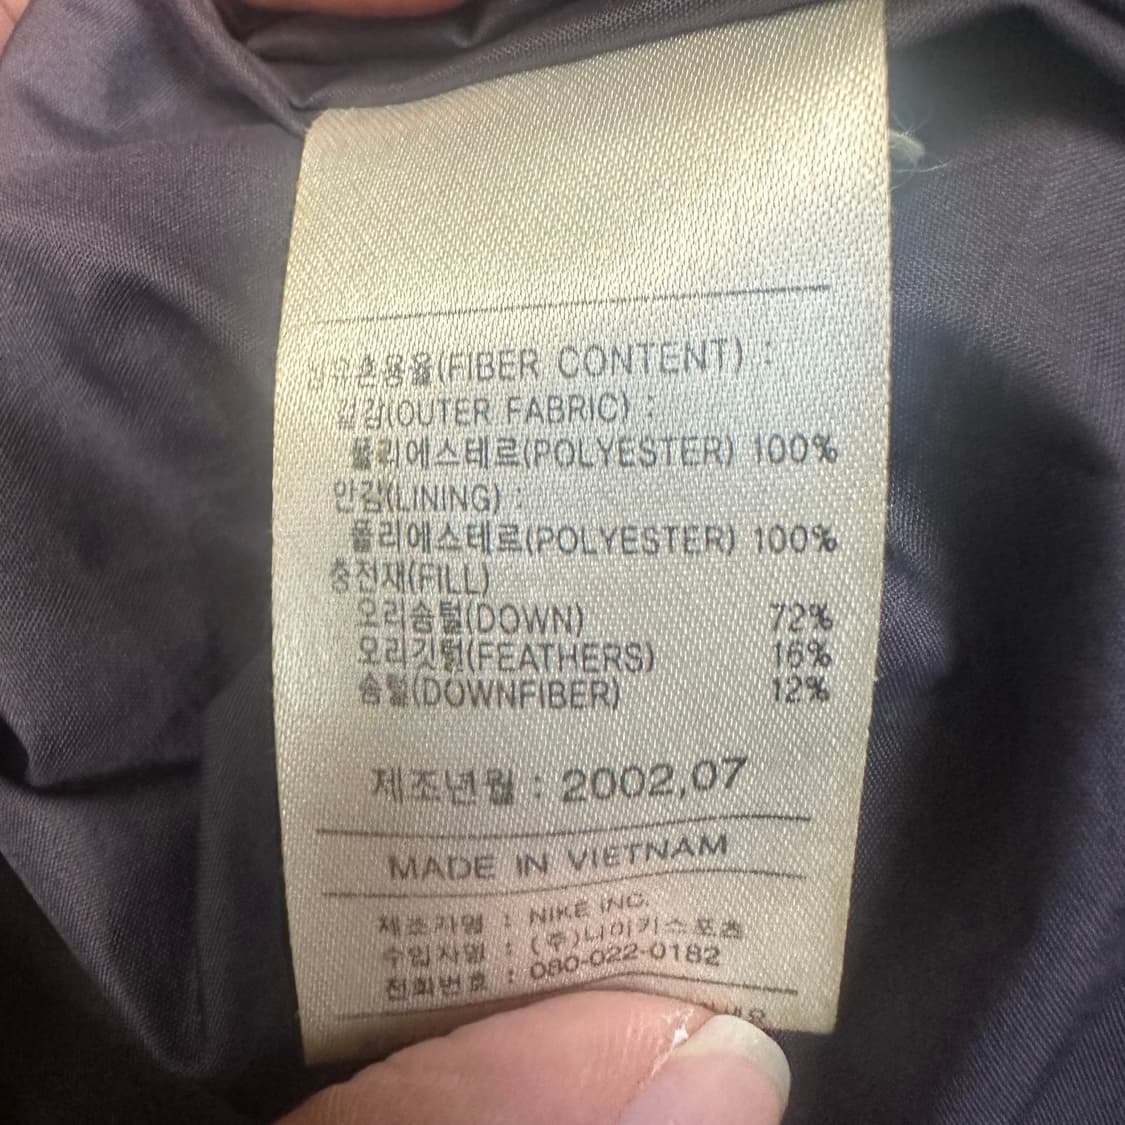 섬유혼용율(FIBER CONTENT) :
겉감(OUTER FABRIC) :
폴리에스테르(POLYESTER) 100%
안감(LINING) :
폴리에스테르(POLYESTER) 100%
충전재(FILL)
오리솜털(DOWN) 72%
오리깃털(FEATHERS) 16%
솜털(DOWNFIBER) 12%
제조년월 : 2002,07
MADE IN VIETNAM
제조자명 : NIKE INC.
수입자명 : (주)나이키스포츠
전화번호 : 080-022-0182